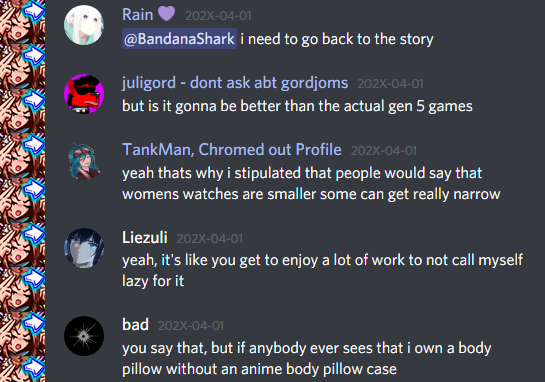 Rain 💜 202X-04-01
@BandanaShark i need to go back to the story
juligord - dont ask abt gordjoms 202X-04-01
but is it gonna be better than the actual gen 5 games
TankMan, Chromed out Profile 202X-04-01
yeah thats why i stipulated that people would say that
womens watches are smaller some can get really narrow
Liezuli 202X-04-01
yeah, it's like you get to enjoy a lot of work to not call myself
lazy for it
bad 202X-04-01
you say that, but if anybody ever sees that i own a body
pillow without an anime body pillow case